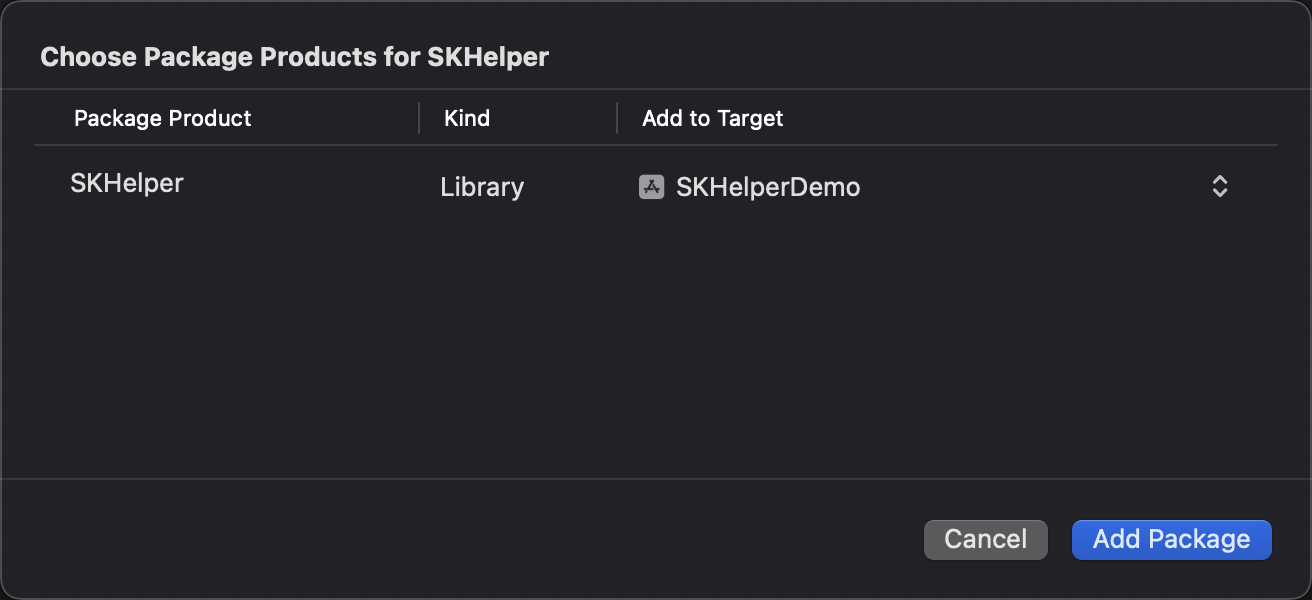 Choose Package Products for SKHelper
Package Product Kind Add to Target
SKHelper Library SKHelperDemo
Cancel Add Package